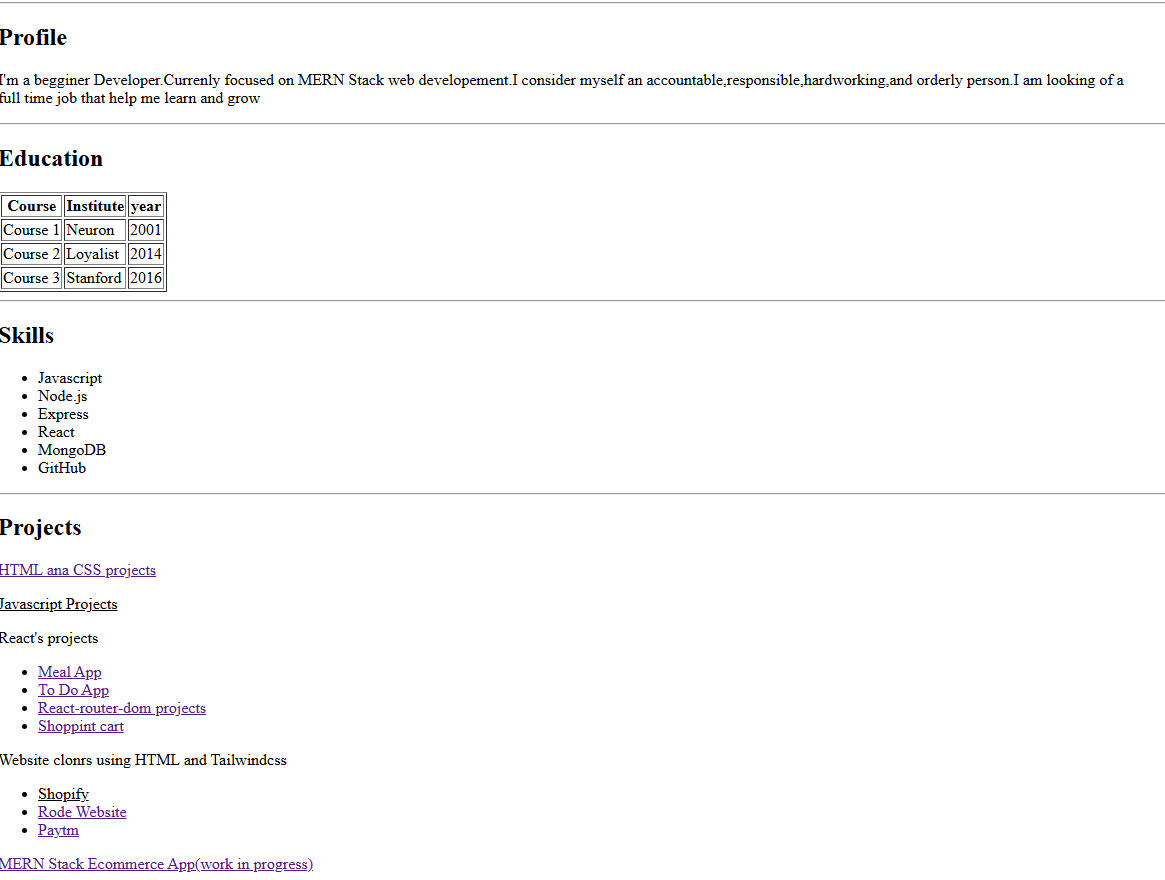 Profile
I'm a begginer Developer.Currenly focused on MERN Stack web developement.I consider myself an accountable,responsible,hardworking,and orderly person.I am looking of a
full time job that help me learn and grow
Education
Course Institute year
Course 1 Neuron 2001
Course 2 Loyalist 2014
Course 3 Stanford 2016
Skills
Javascript
Node.js
Express
React
MongoDB
GitHub
Projects
HTML ana CSS projects
Javascript Projects
React's projects
Meal App
To Do App
React-router-dom projects
Shoppint cart
Website clonrs using HTML and Tailwindcss
Shopify
Rode Website
Paytm
MERN Stack Ecommerce App(work in progress)